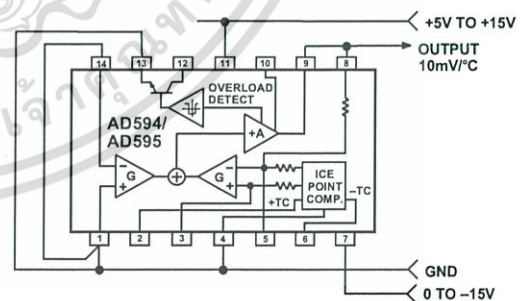 +5V TO +15V
OUTPUT
10mV/°C
14 13 12 11 10 9 8
OVERLOAD
DETECT
AD594/
AD595
+A
G
G
ICE
POINT
COMP.
+TC
–TC
1 2 3 4 5 6 7
GND
0 TO –15V